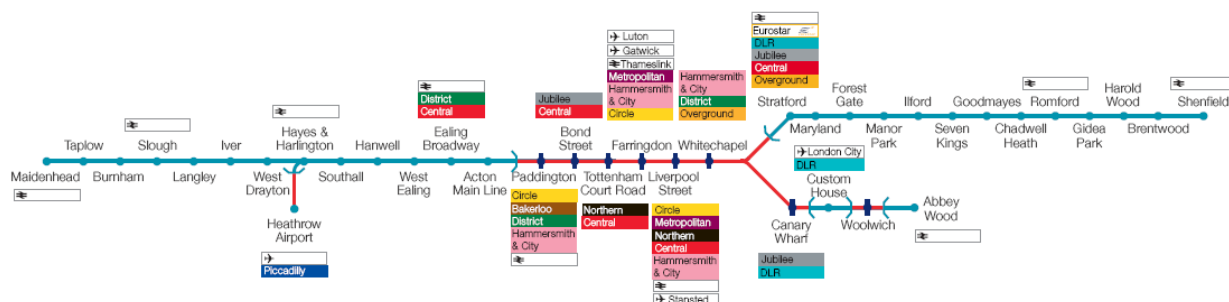 Luton
Gatwick
Thameslink
Metropolitan
Hammersmith
& City
Circle
Hammersmith
& City
District
Overground
Eurostar
DLR
Jubilee
Central
Overground
District
Central
Jubilee
Central
Taplow
Slough
Iver
Hayes &
Harlington
Hanwell
Ealing
Broadway
Bond
Street
Farringdon
Whitechapel
Stratford
Forest
Gate
Ilford
Goodmayes
Romford
Harold
Wood
Shenfield
Maidenhead
Burnham
Langley
West
Drayton
Southall
West
Ealing
Acton
Main Line
Paddington
Tottenham
Court Road
Liverpool
Street
Maryland
Manor
Park
Seven
Kings
Chadwell
Heath
Gidea
Park
Brentwood
London City
DLR
Custom
House
Heathrow
Airport
Piccadilly
Circle
Bakerloo
District
Hammersmith
& City
Northern
Central
Circle
Metropolitan
Northern
Central
Hammersmith
& City
Stansted
Canary
Wharf
Jubilee
DLR
Woolwich
Abbey
Wood